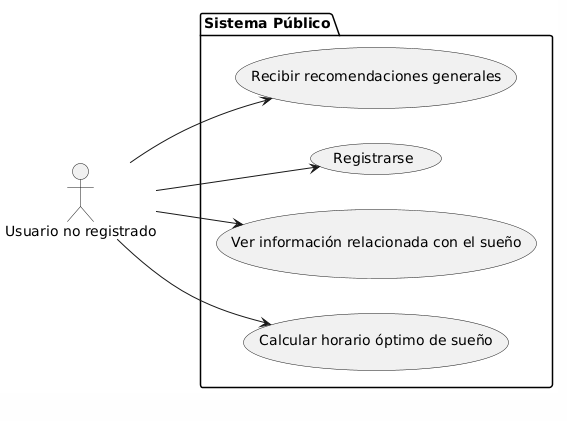 Sistema Público
Recibir recomendaciones generales
Registrarse
Usuario no registrado
Ver información relacionada con el sueño
Calcular horario óptimo de sueño